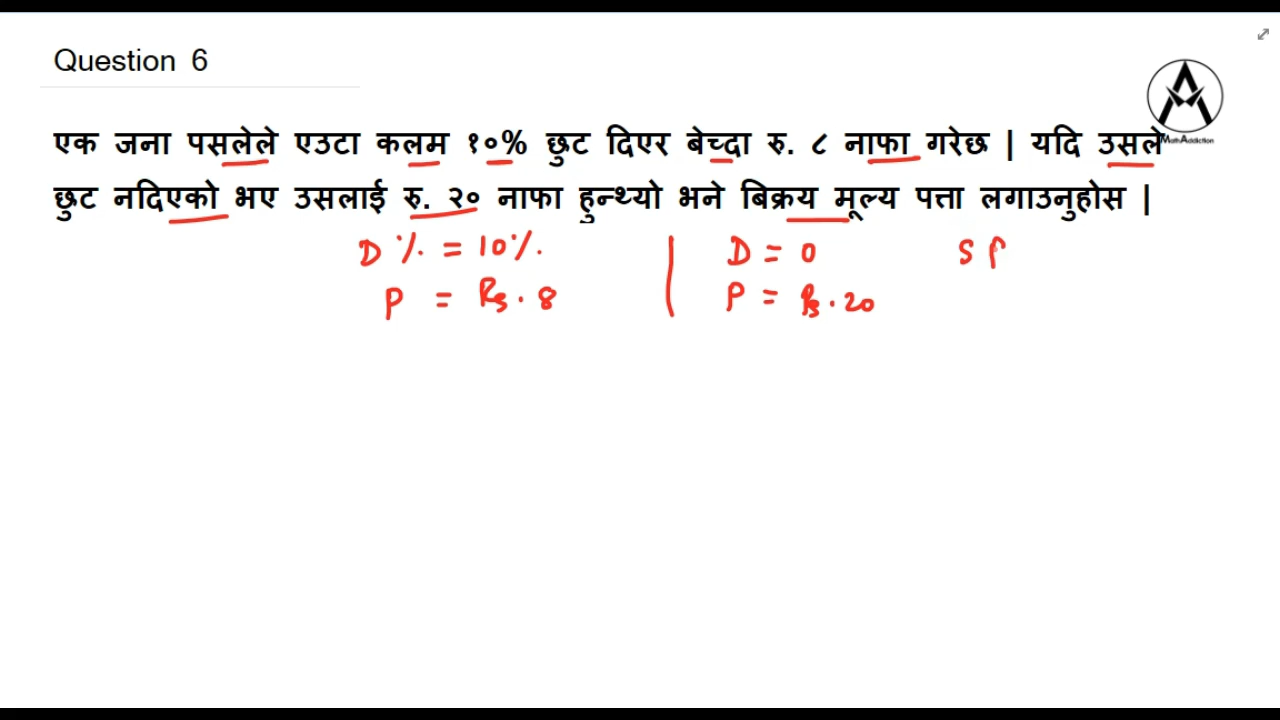 Question 6
MathAddiction
एक जना पसलेले एउटा कलम १०% छुट दिएर बेच्दा रु. ८ नाफा गरेछ | यदि उसले
छुट नदिएको भए उसलाई रु. २० नाफा हुन्थ्यो भने बिक्रय मूल्य पत्ता लगाउनुहोस |
D % = 10%. | D = 0 S P
P = Rs. 8 | P = Rs. 20